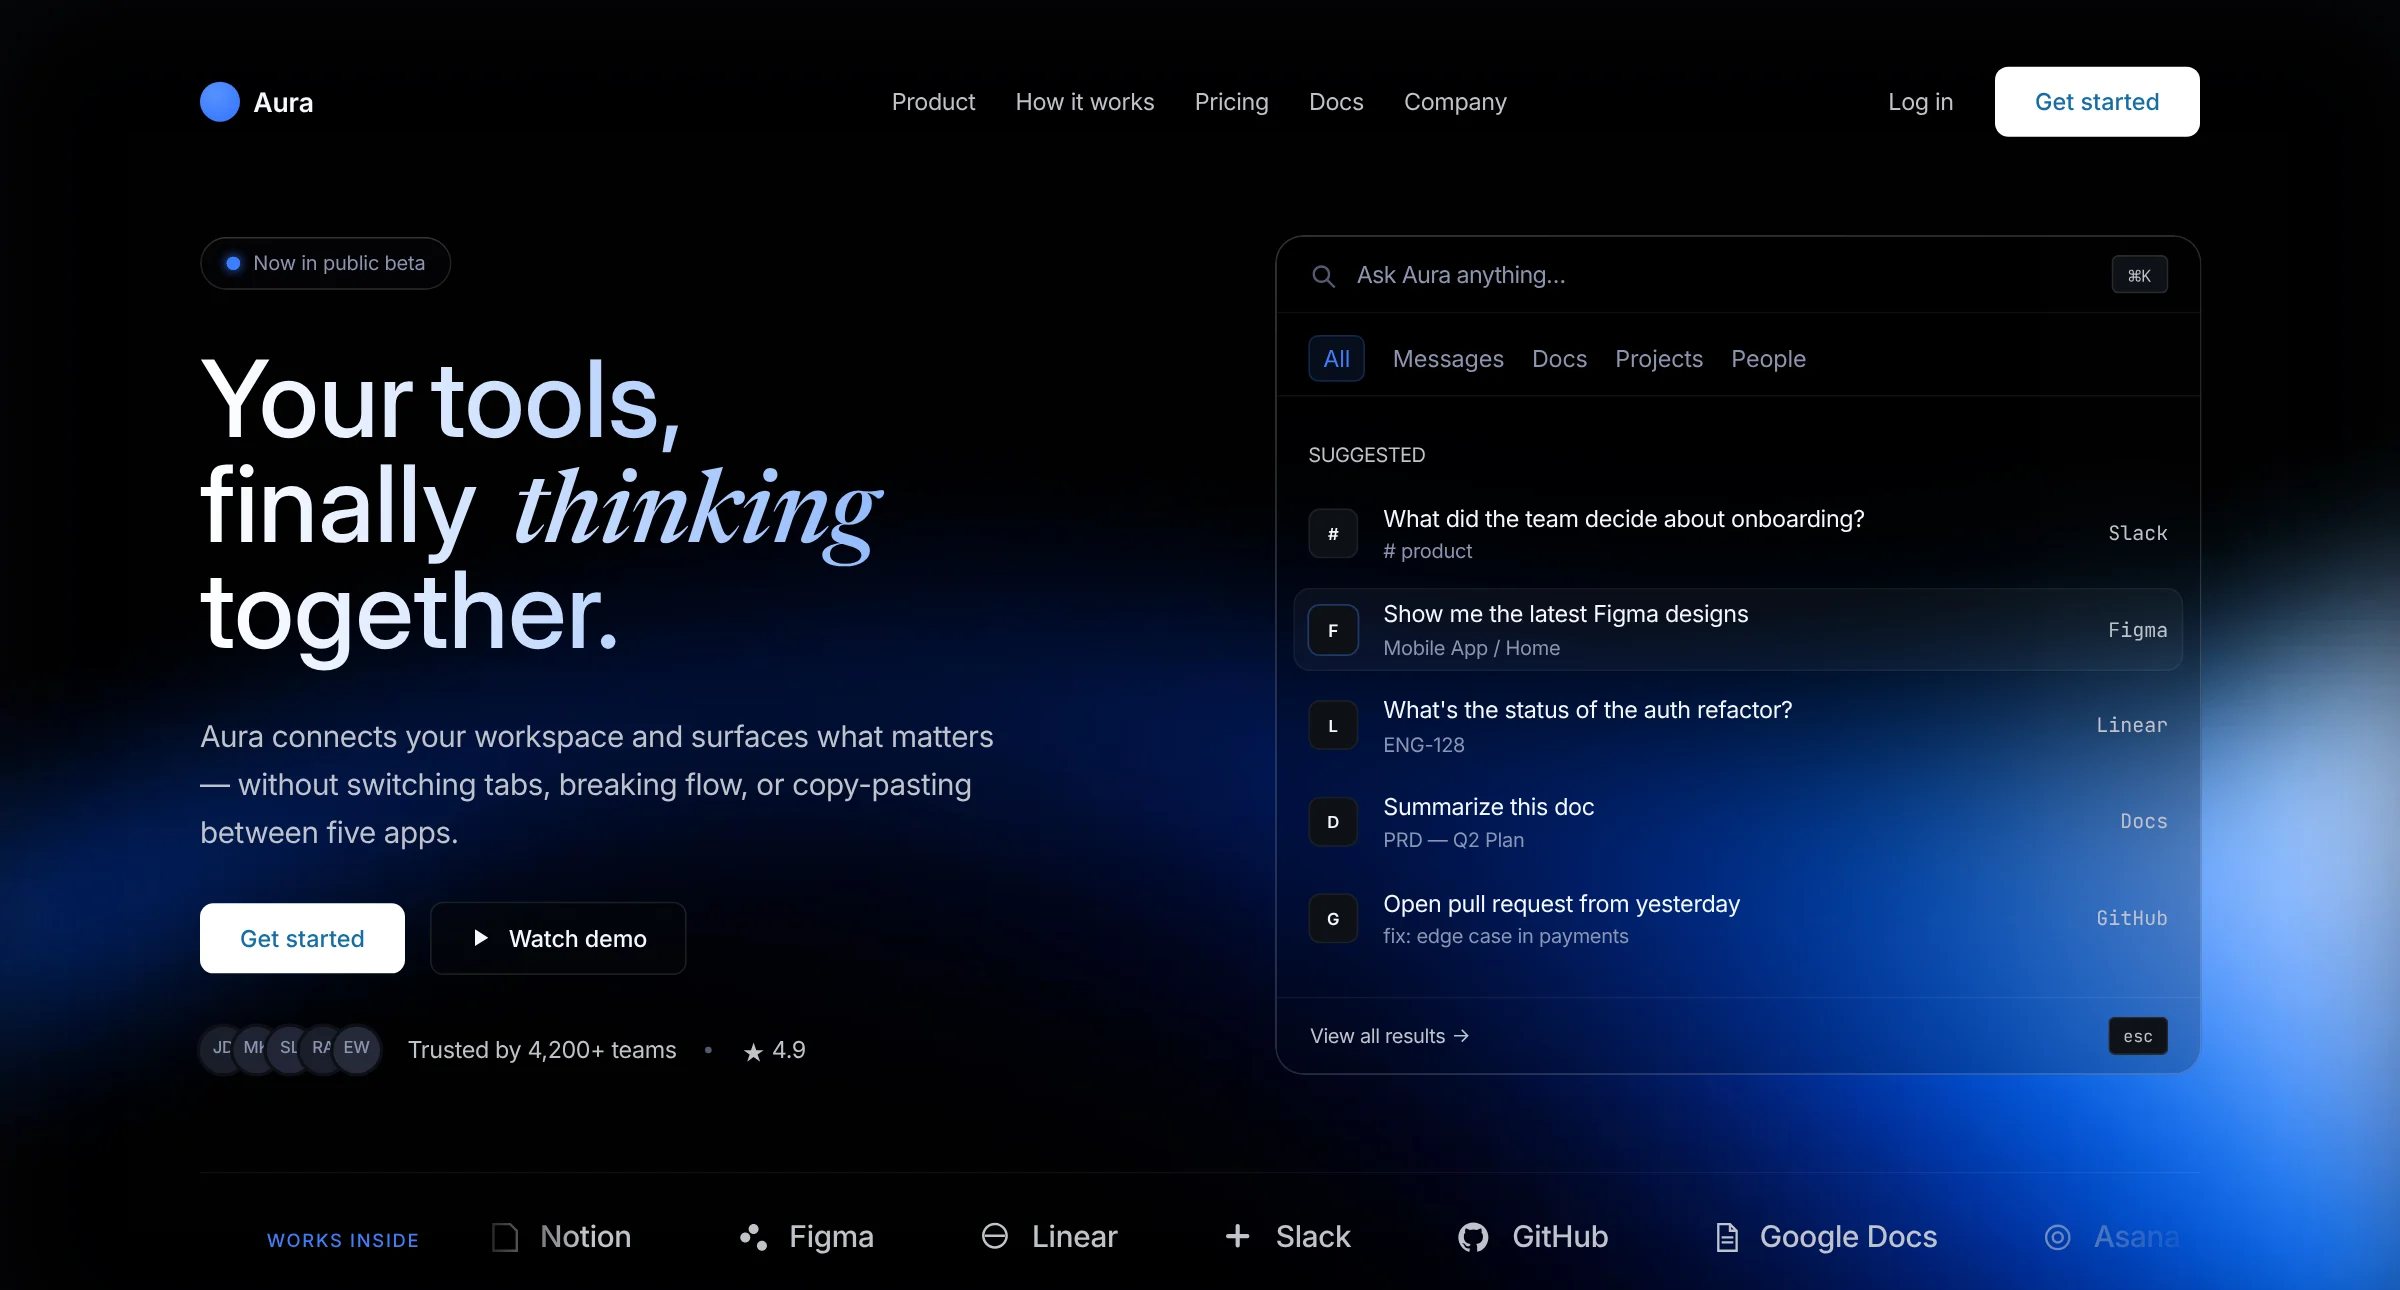 Aura
Product
How it works
Pricing
Docs
Company
Log in
Get started
Now in public beta
Your tools,
finally thinking
together.
Aura connects your workspace and surfaces what matters
— without switching tabs, breaking flow, or copy-pasting
between five apps.
Get started
Watch demo
JD
MK
SL
RA
EW
Trusted by 4,200+ teams
•
★ 4.9
Ask Aura anything...
⌘K
All
Messages
Docs
Projects
People
SUGGESTED
#
What did the team decide about onboarding?
# product
Slack
F
Show me the latest Figma designs
Mobile App / Home
Figma
L
What's the status of the auth refactor?
ENG-128
Linear
D
Summarize this doc
PRD — Q2 Plan
Docs
G
Open pull request from yesterday
fix: edge case in payments
GitHub
View all results →
esc
WORKS INSIDE
Notion
Figma
Linear
Slack
GitHub
Google Docs
Asana